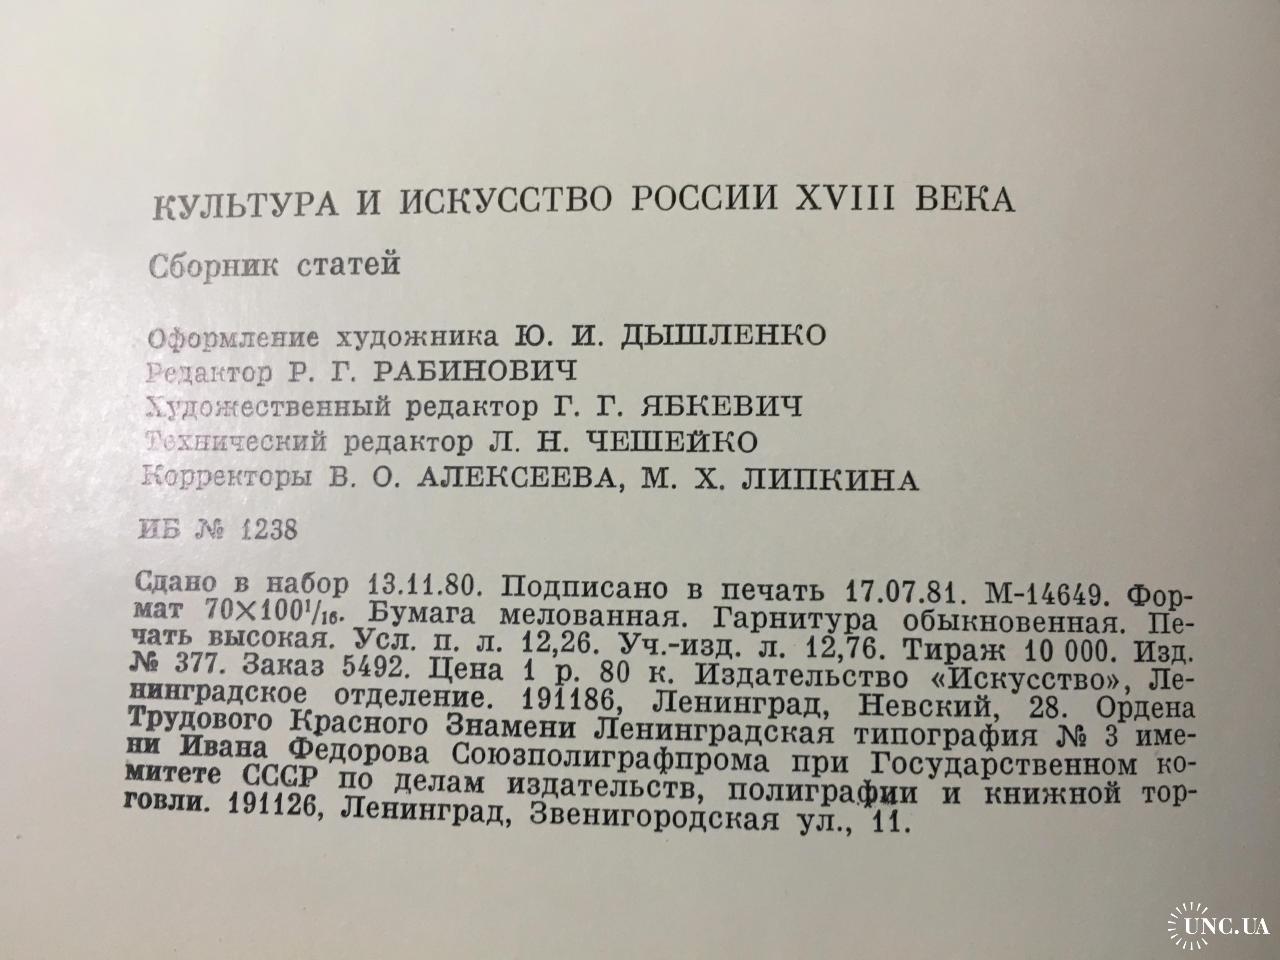 КУЛЬТУРА И ИСКУССТВО РОССИИ XVIII ВЕКА
Сборник статей
Оформление художника Ю. И. ДЫШЛЕНКО
Редактор Р. Г. РАБИНОВИЧ
Художественный редактор Г. Г. ЯБКЕВИЧ
Технический редактор Л. Н. ЧЕШЕЙКО
Корректоры В. О. АЛЕКСЕЕВА, М. Х. ЛИПКИНА
ИБ № 1238
Сдано в набор 13.11.80. Подписано в печать 17.07.81. М-14649. Фор-
мат 70×100¹/₁₆. Бумага мелованная. Гарнитура обыкновенная. Пе-
чать высокая. Усл. п. л. 12,26. Уч.-изд. л. 12,76. Тираж 10 000. Изд.
№ 377. Заказ 5492. Цена 1 р. 80 к. Издательство «Искусство», Ле-
нинградское отделение. 191186, Ленинград, Невский, 28. Ордена
Трудового Красного Знамени Ленинградская типография № 3 име-
ни Ивана Федорова Союзполиграфпрома при Государственном ко-
митете СССР по делам издательств, полиграфии и книжной тор-
говли. 191126, Ленинград, Звенигородская ул., 11.
UNC.UA